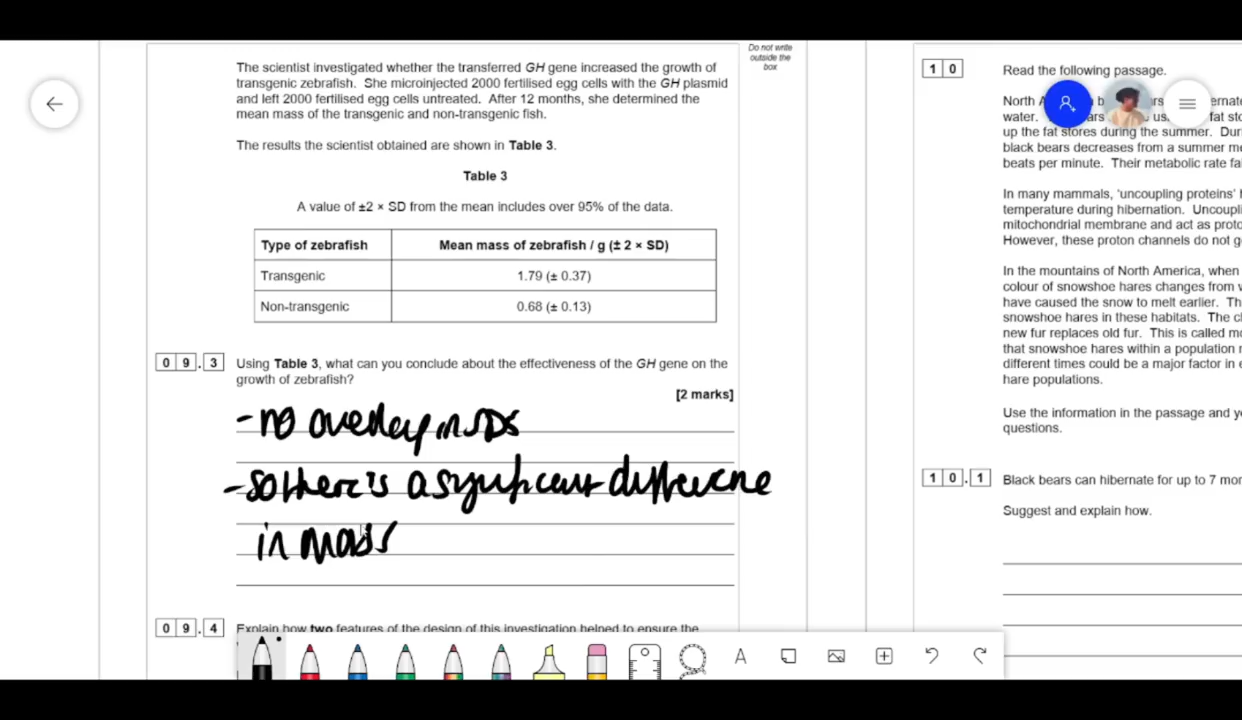 Do not write
outside the
box
The scientist investigated whether the transferred GH gene increased the growth of
transgenic zebrafish. She microinjected 2000 fertilised egg cells with the GH plasmid
and left 2000 fertilised egg cells untreated. After 12 months, she determined the
mean mass of the transgenic and non-transgenic fish.
The results the scientist obtained are shown in Table 3.
Table 3
A value of ±2 × SD from the mean includes over 95% of the data.
Type of zebrafish Mean mass of zebrafish / g (± 2 × SD)
Transgenic 1.79 (± 0.37)
Non-transgenic 0.68 (± 0.13)
0 9 . 3 Using Table 3, what can you conclude about the effectiveness of the GH gene on the
growth of zebrafish?
[2 marks]
- no overlap in SDs
- so there is a significant difference
in mass
0 9 . 4 Explain how two features of the design of this investigation helped to ensure the
1 0 Read the following passage.
North
water. fat
up the fat stores during the summer.
black bears decreases from a summer
beats per minute. Their metabolic rate
In many mammals, 'uncoupling proteins'
temperature during hibernation.
mitochondrial membrane and act as
However, these proton channels do not
In the mountains of North America, when
colour of snowshoe hares changes from
have caused the snow to melt earlier.
snowshoe hares in these habitats. The
new fur replaces old fur. This is called
that snowshoe hares within a population
different times could be a major factor in
hare populations.
Use the information in the passage and
questions.
1 0 . 1 Black bears can hibernate for up to 7
Suggest and explain how.
A